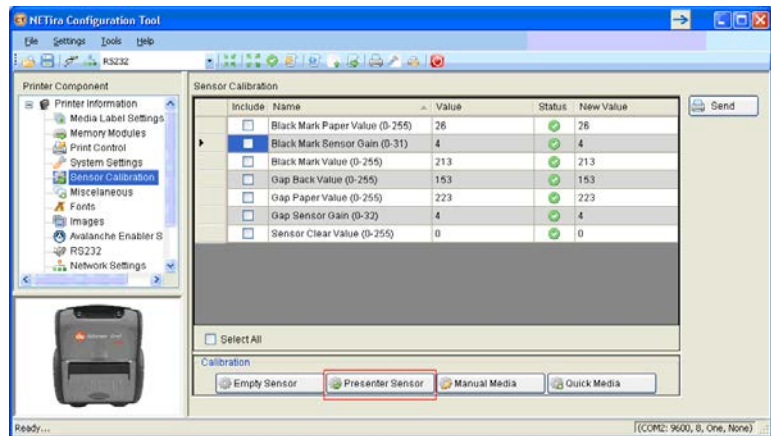 NETira Configuration Tool
File Settings Tools Help
RS232
Printer Component
Printer Information
Media Label Settings
Memory Modules
Print Control
System Settings
Sensor Calibration
Miscelaneous
Fonts
Images
Avalanche Enabler S
RS232
Network Settings
Sensor Calibration
Include Name Value Status New Value
Black Mark Paper Value (0-255) 26 26
Black Mark Sensor Gain (0-31) 4 4
Black Mark Value (0-255) 213 213
Gap Back Value (0-255) 153 153
Gap Paper Value (0-255) 223 223
Gap Sensor Gain (0-32) 4 4
Sensor Clear Value (0-255) 0 0
Select All
Calibration
Empty Sensor Presenter Sensor Manual Media Quick Media
Send
Ready... (COM2: 9600, 8, One, None)